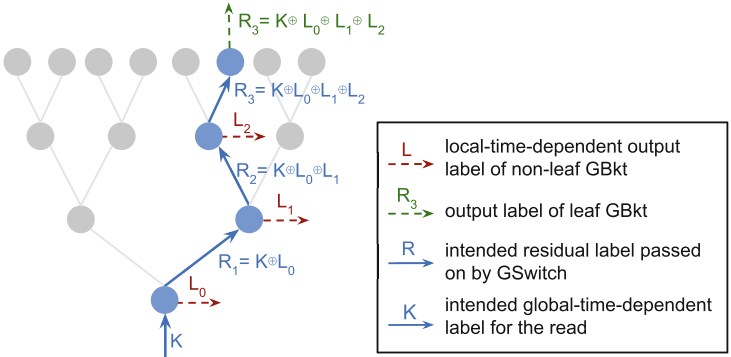 R₃= K⊕ L₀⊕ L₁⊕ L₂
R₃= K⊕L₀⊕L₁⊕L₂
L₂
R₂= K⊕L₀⊕L₁
L₁
R₁= K⊕L₀
L₀
K
L local-time-dependent output
label of non-leaf GBkt
R₃ output label of leaf GBkt
R intended residual label passed
on by GSwitch
K intended global-time-dependent
label for the read